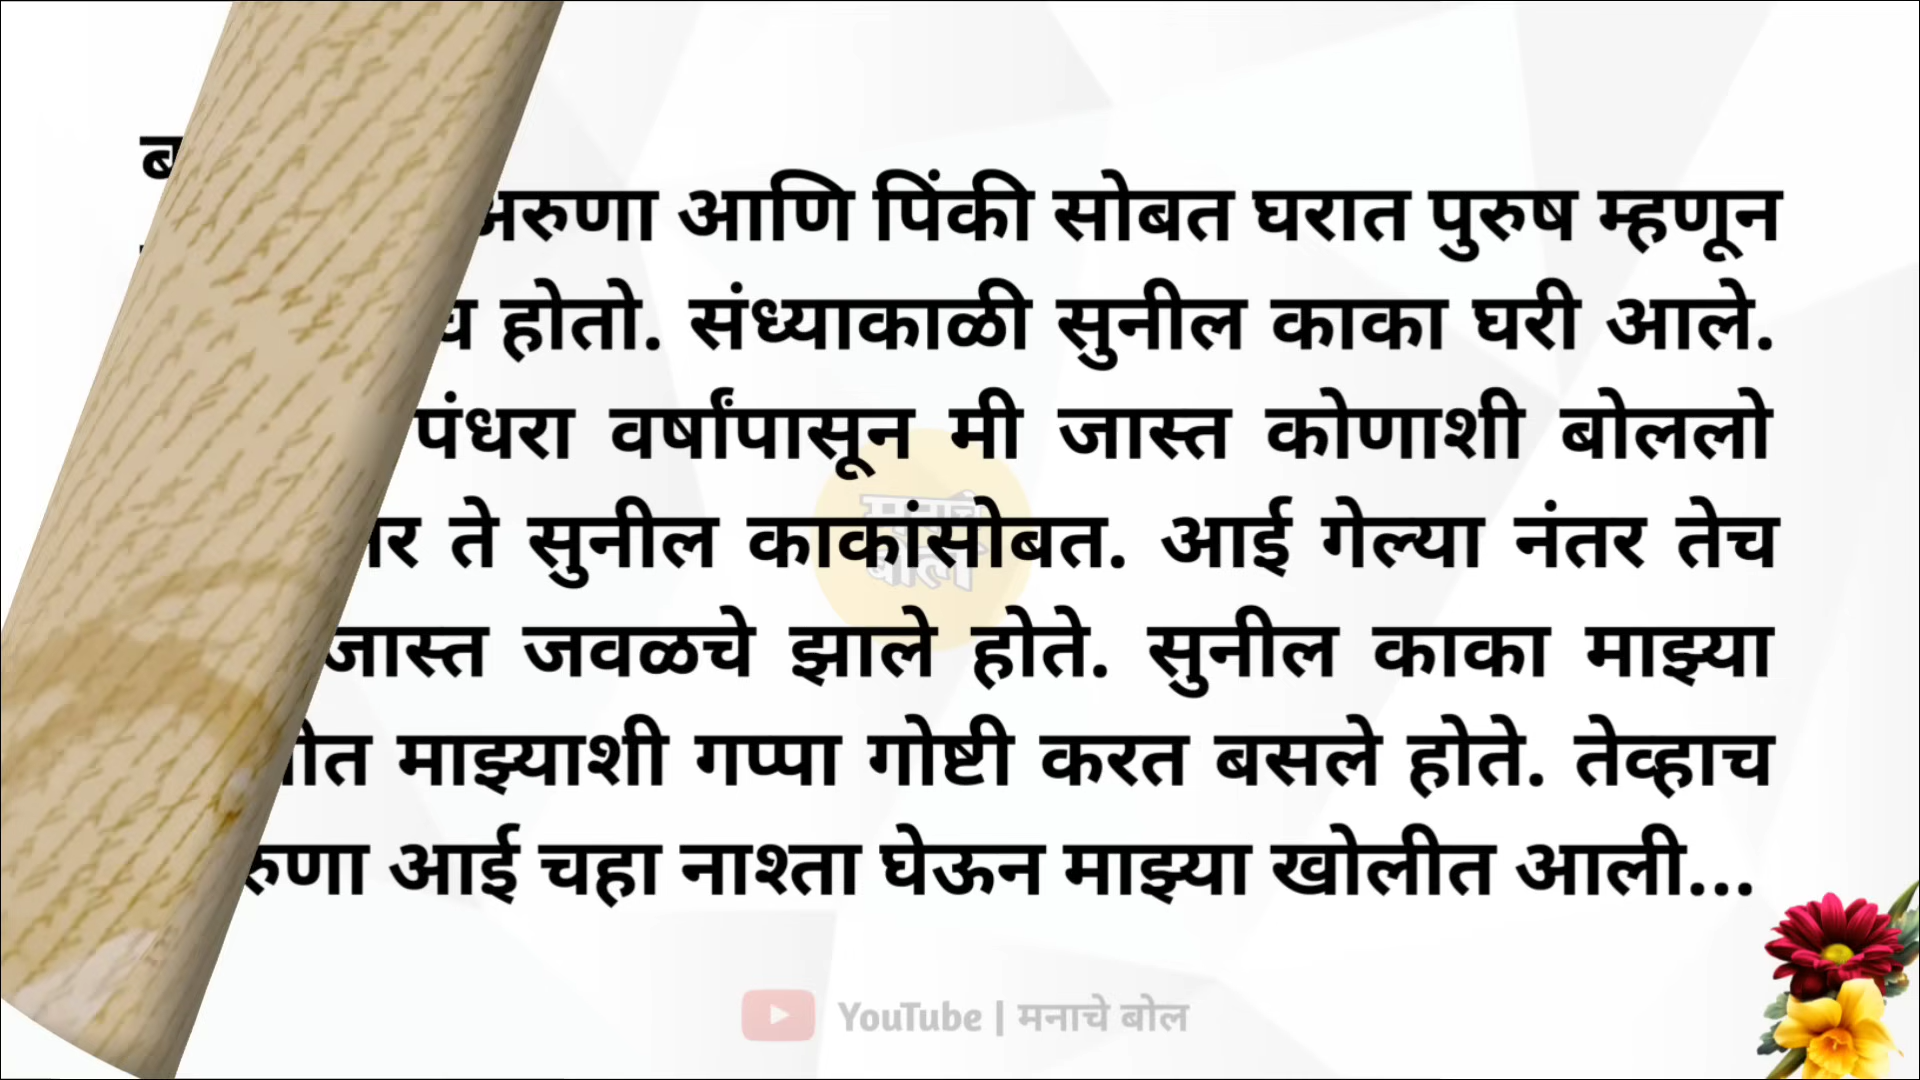 आणि पिंकी सोबत घरात पुरुष म्हणून
होतो. संध्याकाळी सुनील काका घरी आले.
पंधरा वर्षांपासून मी जास्त कोणाशी बोललो
ते सुनील काकांसोबत. आई गेल्या नंतर तेच
जास्त जवळचे झाले होते. सुनील काका माझ्या
माझ्याशी गप्पा गोष्टी करत बसले होते. तेव्हाच
आई चहा नाश्ता घेऊन माझ्या खोलीत आली...
मनाचे बोल
YouTube | मनाचे बोल